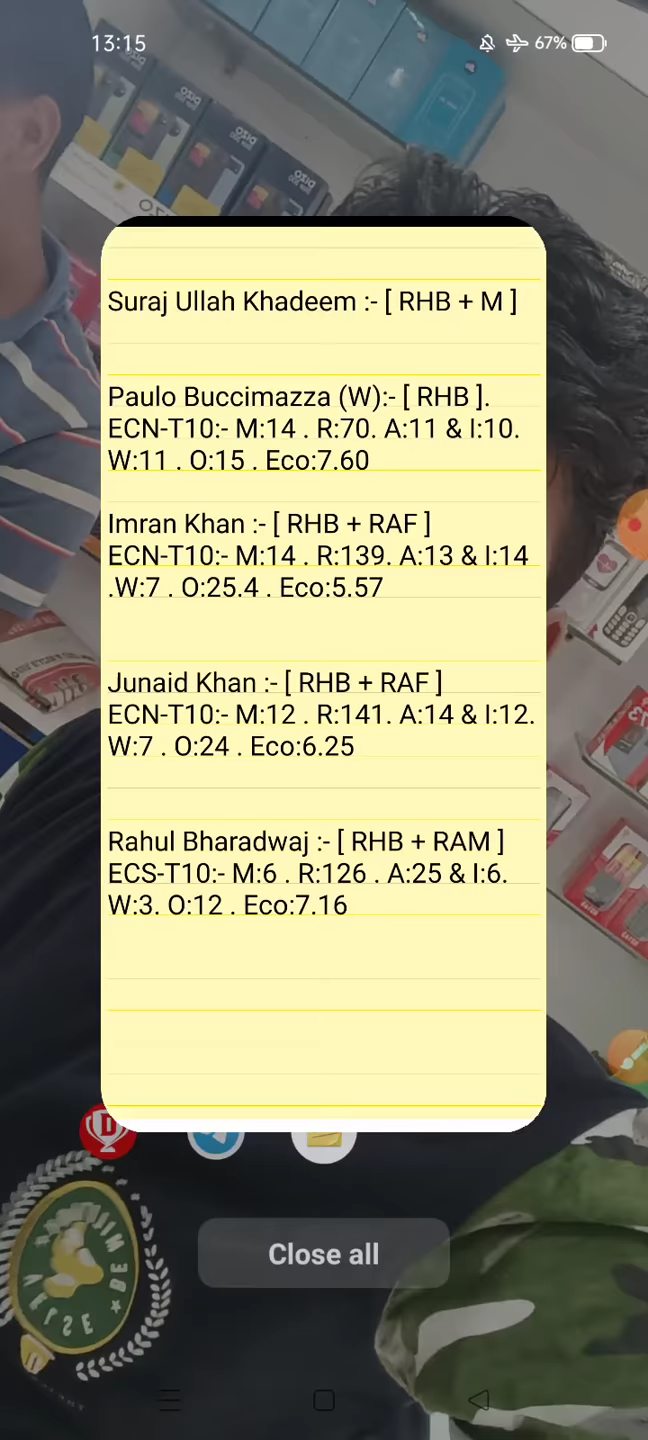 13:15
67%
Suraj Ullah Khadeem :- [ RHB + M ]
Paulo Buccimazza (W):- [ RHB ].
ECN-T10:- M:14 . R:70. A:11 & I:10.
W:11 . O:15 . Eco:7.60
Imran Khan :- [ RHB + RAF ]
ECN-T10:- M:14 . R:139. A:13 & I:14
.W:7 . O:25.4 . Eco:5.57
Junaid Khan :- [ RHB + RAF ]
ECN-T10:- M:12 . R:141. A:14 & I:12.
W:7 . O:24 . Eco:6.25
Rahul Bharadwaj :- [ RHB + RAM ]
ECS-T10:- M:6 . R:126 . A:25 & I:6.
W:3. O:12 . Eco:7.16
D
Close all